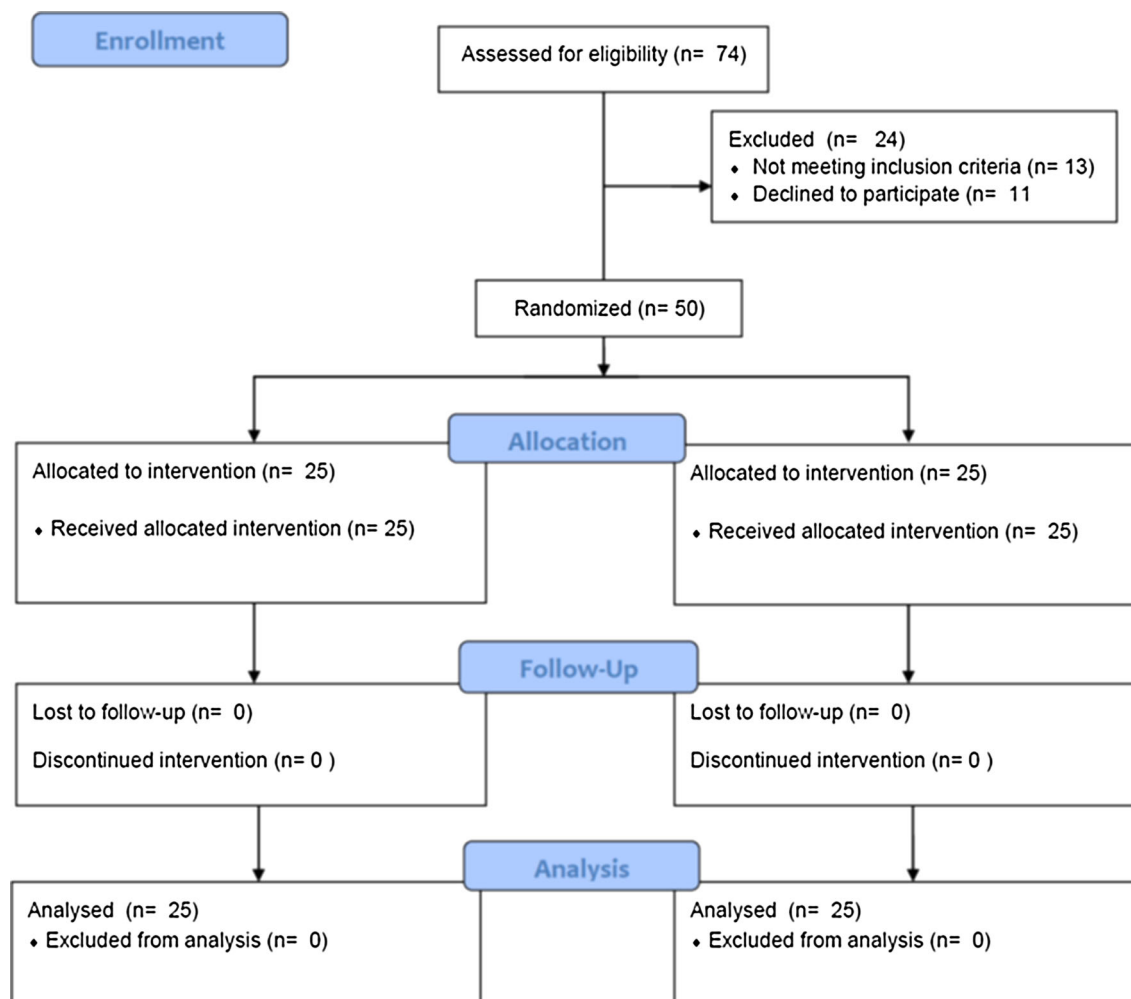 Enrollment
Assessed for eligibility (n= 74)
Excluded (n= 24)
⬧ Not meeting inclusion criteria (n= 13)
⬧ Declined to participate (n= 11
Randomized (n= 50)
Allocation
Allocated to intervention (n= 25)
⬧ Received allocated intervention (n= 25)
Allocated to intervention (n= 25)
⬧ Received allocated intervention (n= 25)
Follow-Up
Lost to follow-up (n= 0)
Discontinued intervention (n= 0 )
Lost to follow-up (n= 0)
Discontinued intervention (n= 0 )
Analysis
Analysed (n= 25)
⬧ Excluded from analysis (n= 0)
Analysed (n= 25)
⬧ Excluded from analysis (n= 0)